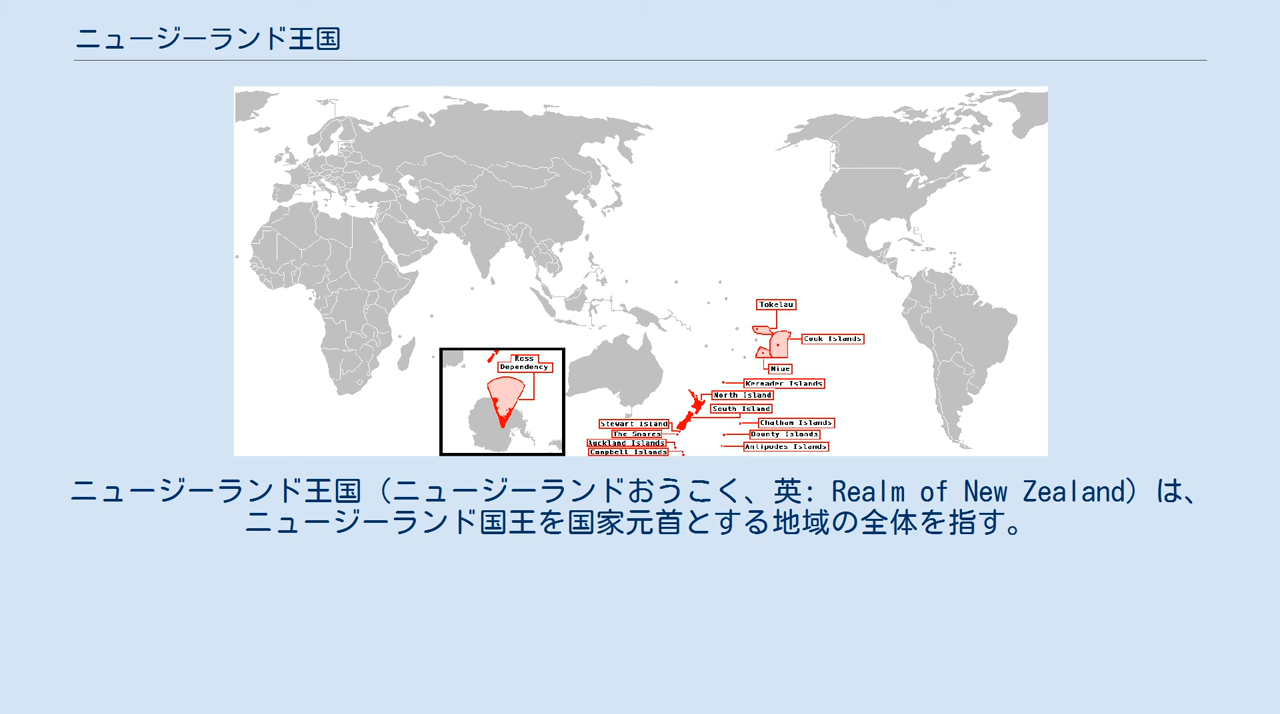 ニュージーランド王国
Tokelau
Cook Islands
Niue
Ross
Dependency
Kermadec Islands
North Island
South Island
Stewart Island
Chatham Islands
The Snares
Bounty Islands
Auckland Islands
Antipodes Islands
Campbell Islands
ニュージーランド王国（ニュージーランドおうこく、英: Realm of New Zealand）は、
ニュージーランド国王を国家元首とする地域の全体を指す。